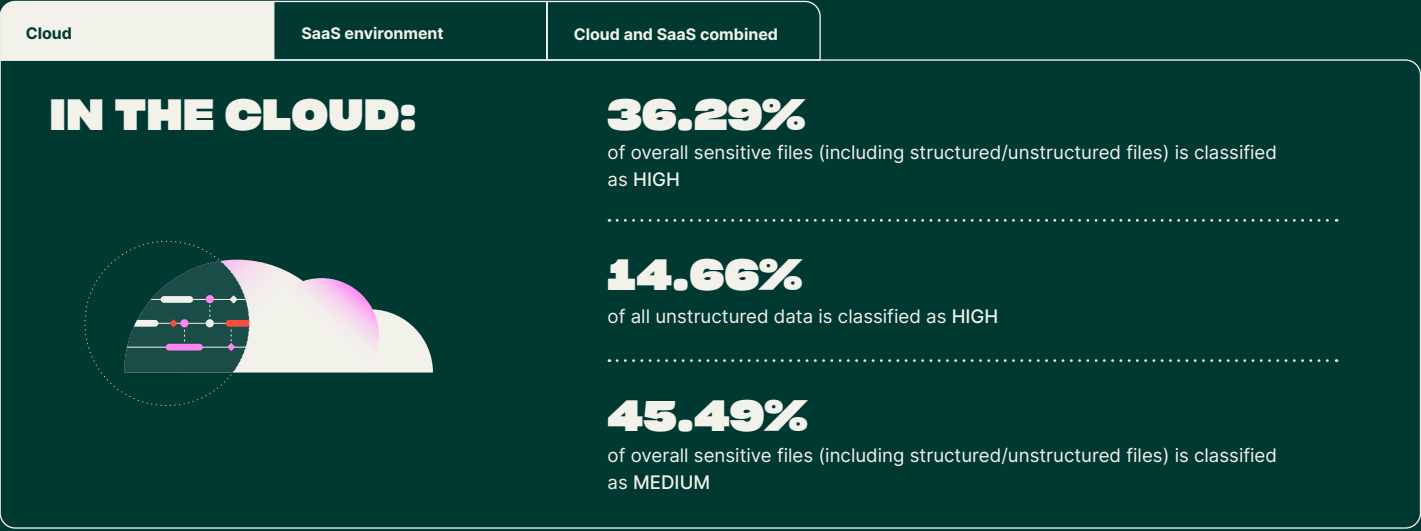 Cloud
SaaS environment
Cloud and SaaS combined
IN THE CLOUD:
36.29%
of overall sensitive files (including structured/unstructured files) is classified
as HIGH
14.66%
of all unstructured data is classified as HIGH
45.49%
of overall sensitive files (including structured/unstructured files) is classified
as MEDIUM